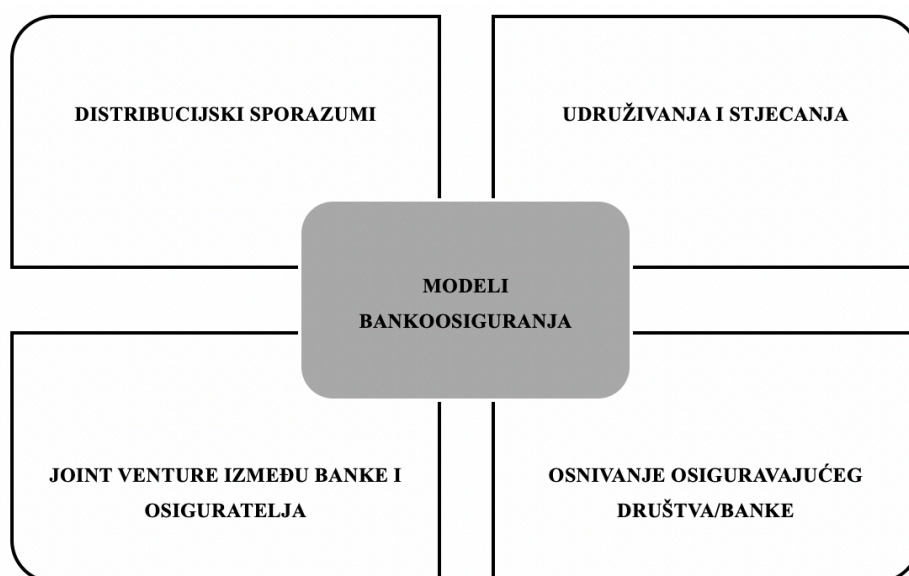 DISTRIBUCIJSKI SPORAZUMI
UDRUŽIVANJA I STJECANJA
MODELI
BANKOOSIGURANJA
JOINT VENTURE IZMEĐU BANKE I
OSIGURATELJA
OSNIVANJE OSIGURAVAJUĆEG
DRUŠTVA/BANKE